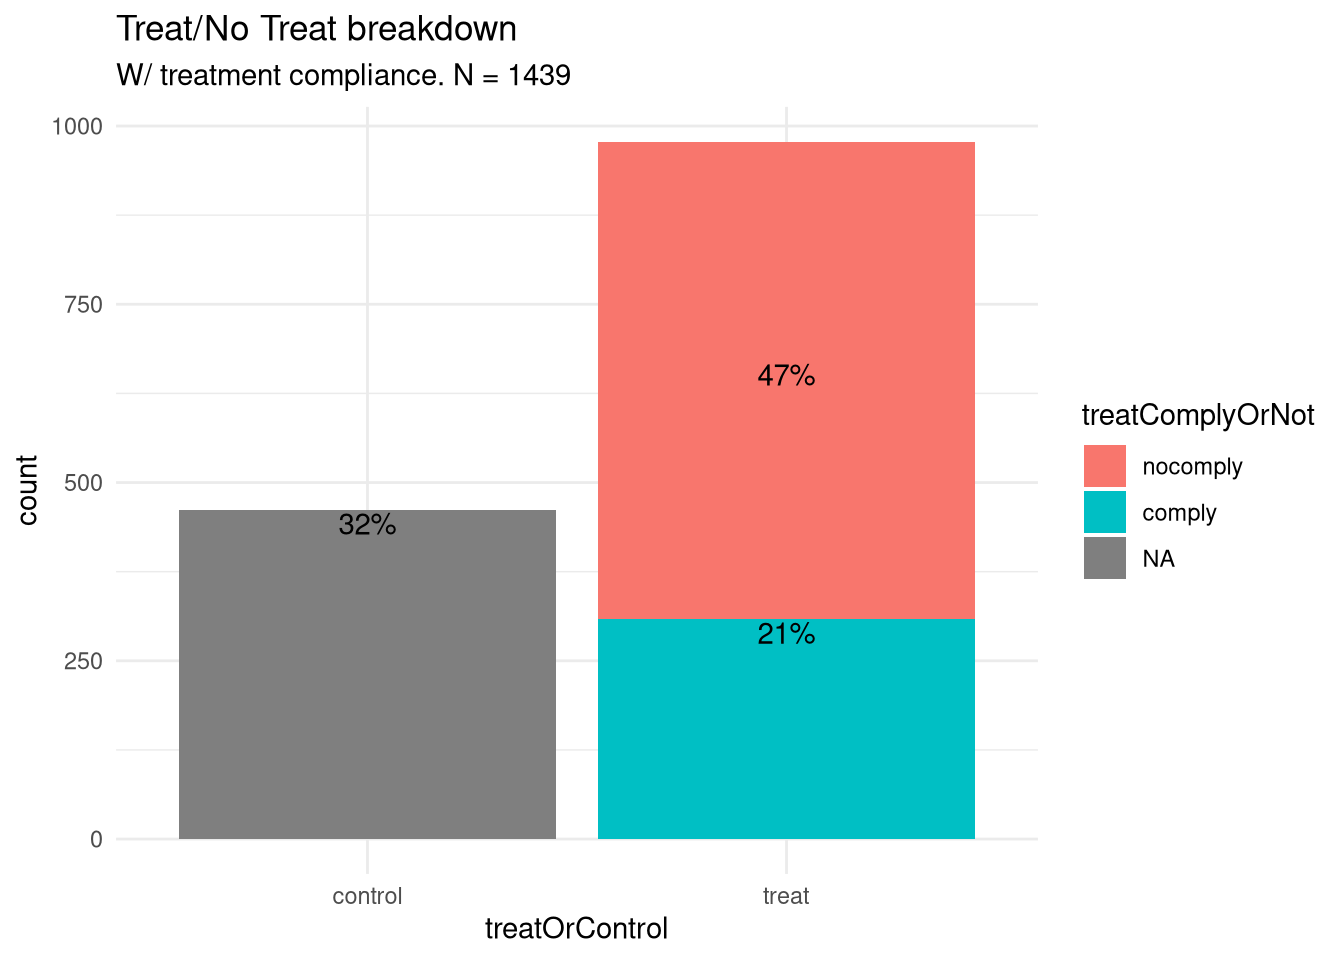 Treat/No Treat breakdown
W/ treatment compliance. N = 1439
1000
750
500
250
0
count
47%
32%
21%
control
treat
treatOrControl
treatComplyOrNot
nocomply
comply
NA